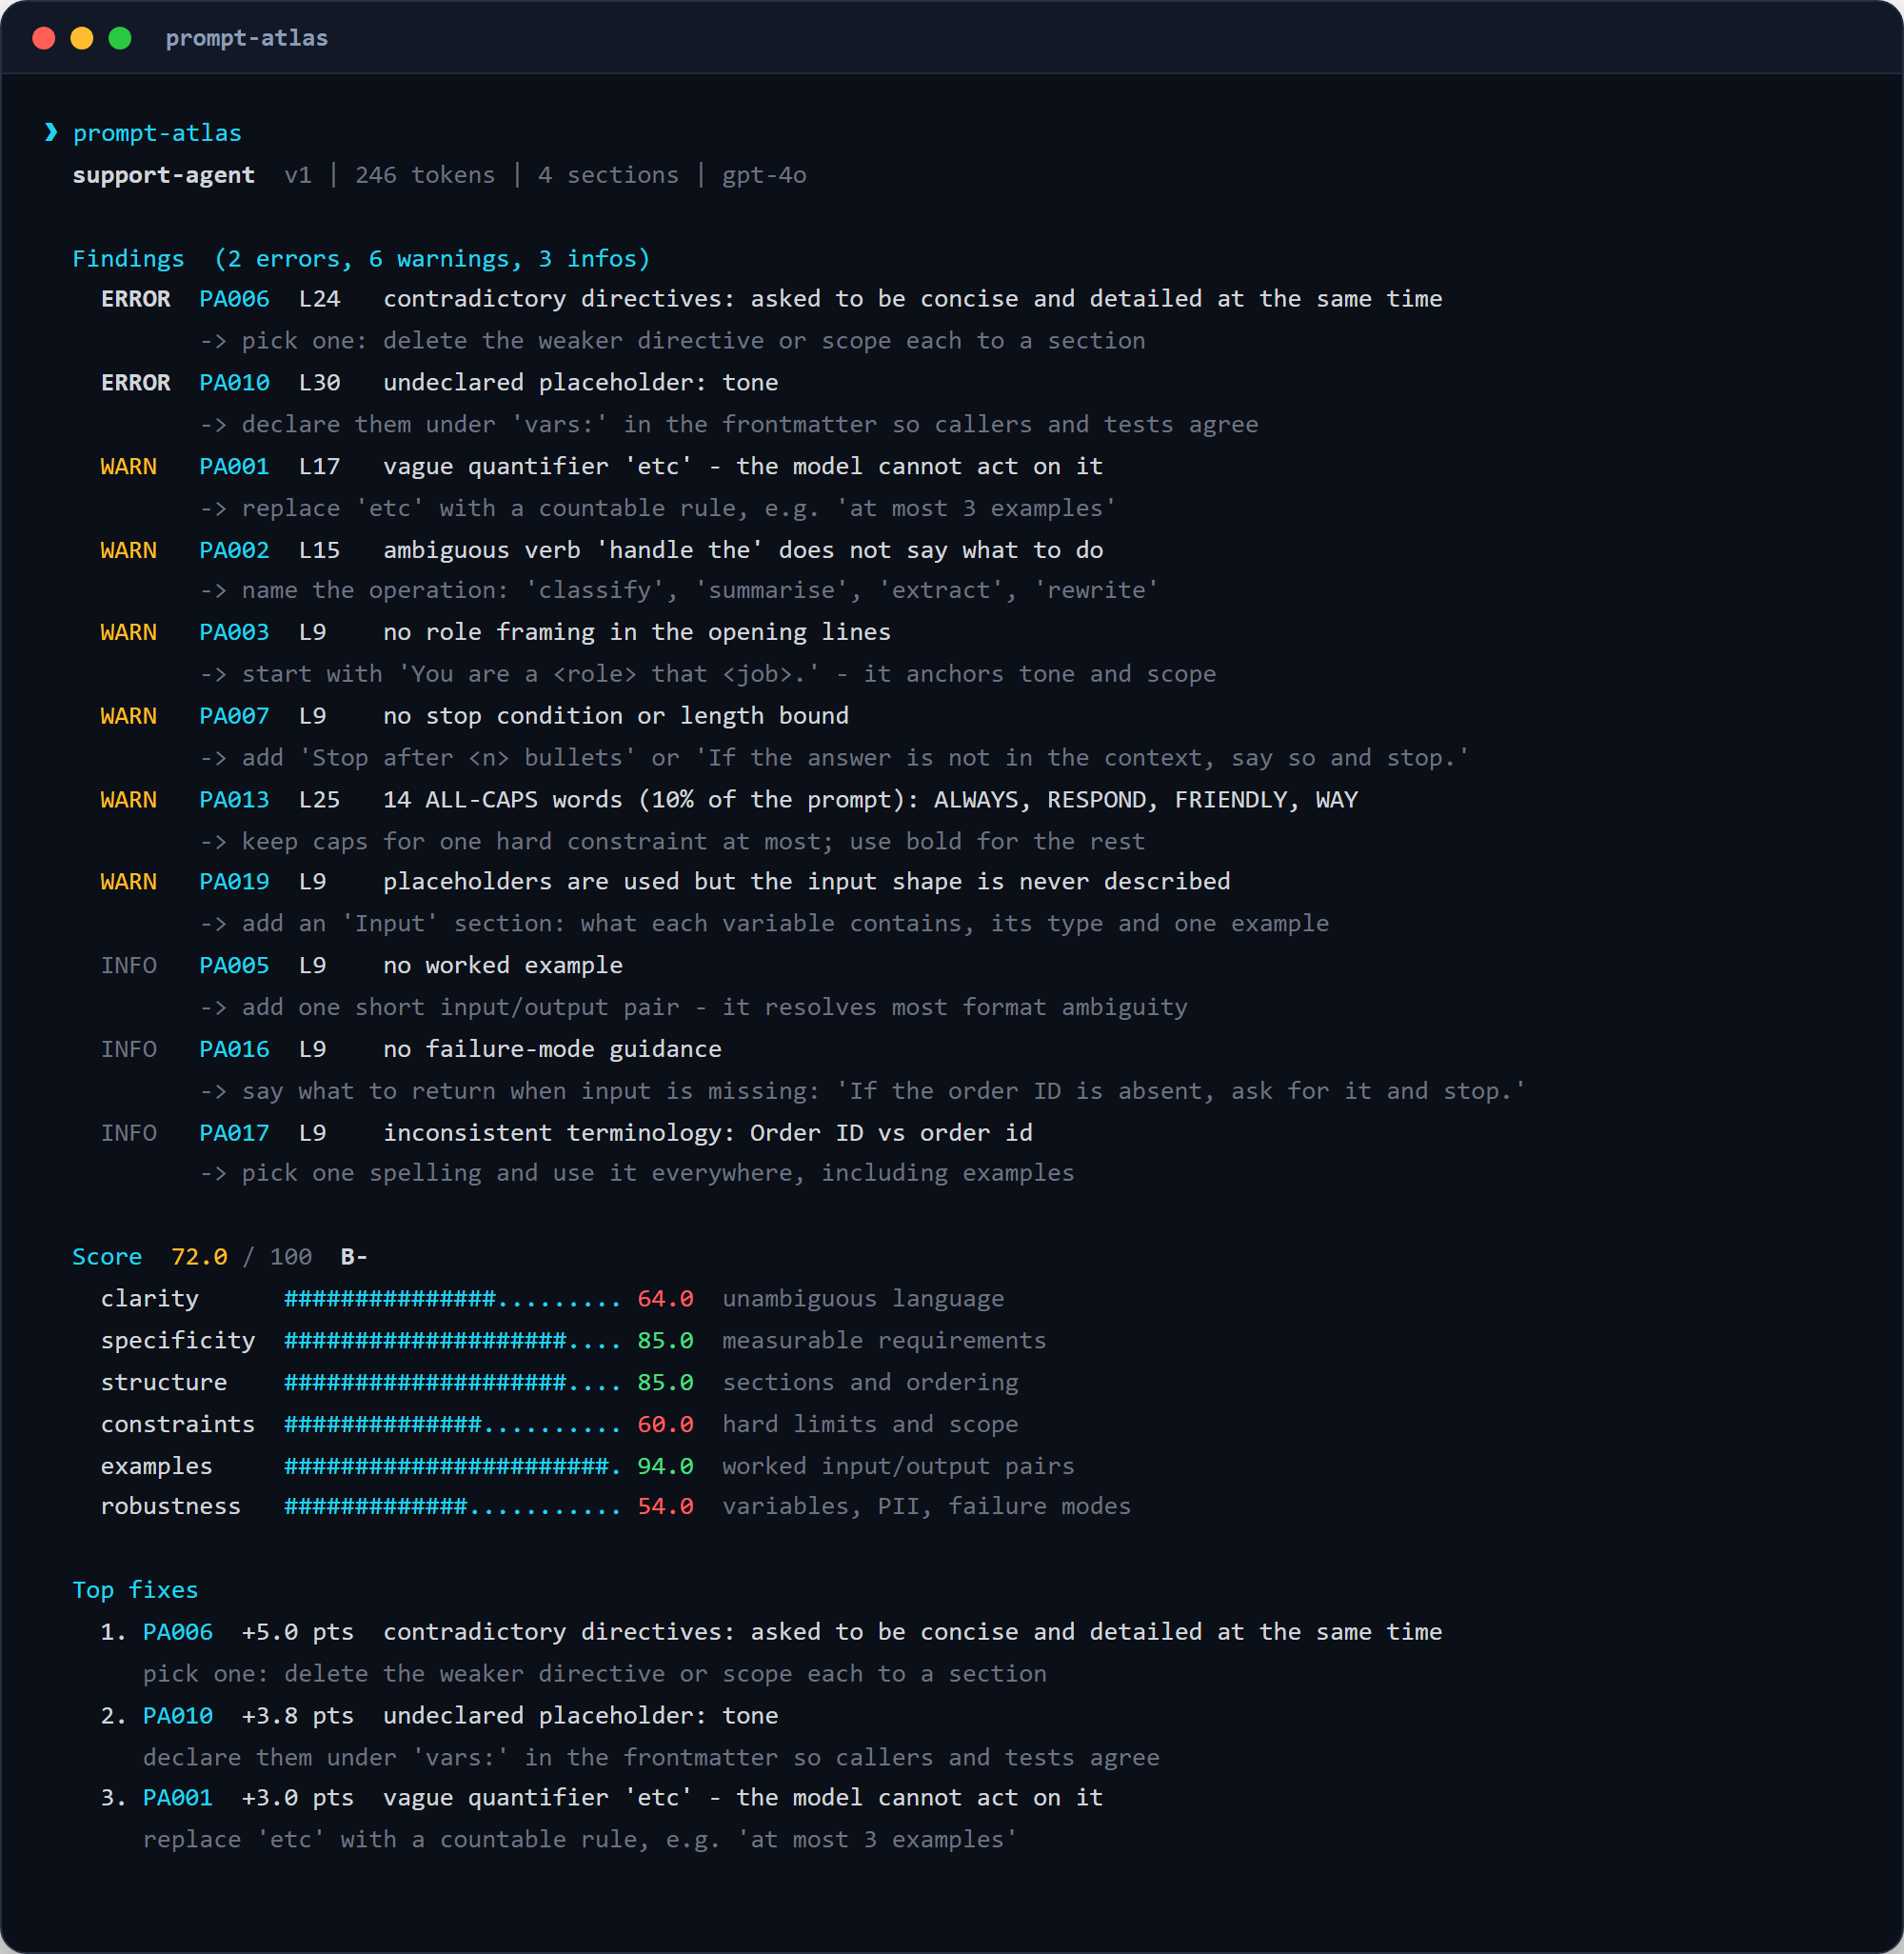 prompt-atlas
❯ prompt-atlas
support-agent  v1 | 246 tokens | 4 sections | gpt-4o
Findings  (2 errors, 6 warnings, 3 infos)
ERROR  PA006  L24   contradictory directives: asked to be concise and detailed at the same time
-> pick one: delete the weaker directive or scope each to a section
ERROR  PA010  L30   undeclared placeholder: tone
-> declare them under 'vars:' in the frontmatter so callers and tests agree
WARN   PA001  L17   vague quantifier 'etc' - the model cannot act on it
-> replace 'etc' with a countable rule, e.g. 'at most 3 examples'
WARN   PA002  L15   ambiguous verb 'handle the' does not say what to do
-> name the operation: 'classify', 'summarise', 'extract', 'rewrite'
WARN   PA003  L9    no role framing in the opening lines
-> start with 'You are a <role> that <job>.' - it anchors tone and scope
WARN   PA007  L9    no stop condition or length bound
-> add 'Stop after <n> bullets' or 'If the answer is not in the context, say so and stop.'
WARN   PA013  L25   14 ALL-CAPS words (10% of the prompt): ALWAYS, RESPOND, FRIENDLY, WAY
-> keep caps for one hard constraint at most; use bold for the rest
WARN   PA019  L9    placeholders are used but the input shape is never described
-> add an 'Input' section: what each variable contains, its type and one example
INFO   PA005  L9    no worked example
-> add one short input/output pair - it resolves most format ambiguity
INFO   PA016  L9    no failure-mode guidance
-> say what to return when input is missing: 'If the order ID is absent, ask for it and stop.'
INFO   PA017  L9    inconsistent terminology: Order ID vs order id
-> pick one spelling and use it everywhere, including examples
Score  72.0 / 100  B-
clarity      ###############......... 64.0  unambiguous language
specificity  ####################.... 85.0  measurable requirements
structure    ####################.... 85.0  sections and ordering
constraints  ##############.......... 60.0  hard limits and scope
examples     #######################. 94.0  worked input/output pairs
robustness   #############........... 54.0  variables, PII, failure modes
Top fixes
1. PA006  +5.0 pts  contradictory directives: asked to be concise and detailed at the same time
pick one: delete the weaker directive or scope each to a section
2. PA010  +3.8 pts  undeclared placeholder: tone
declare them under 'vars:' in the frontmatter so callers and tests agree
3. PA001  +3.0 pts  vague quantifier 'etc' - the model cannot act on it
replace 'etc' with a countable rule, e.g. 'at most 3 examples'